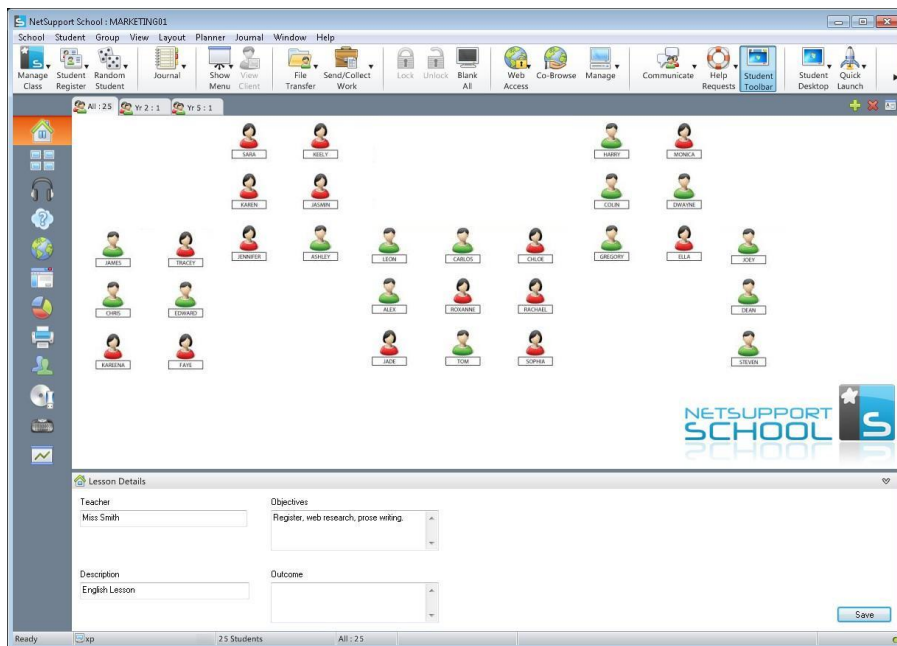 NetSupport School : MARKETING01
School Student Group View Layout Planner Journal Window Help
Manage Class
Student Register
Random Student
Journal
Show Menu
View Client
File Transfer
Send/Collect Work
Lock
Unlock
Blank All
Web Access
Co-Browse
Manage
Communicate
Help Requests
Student Toolbar
Student Desktop
Quick Launch
All : 25
Yr 2 : 1
Yr 5 : 1
SARA KEELY HARRY MONICA
KAREN JASMIN COLIN DWAYNE
JAMES TRACEY JENNIFER ASHLEY LEON CARLOS CHLOE GREGORY ELLA JOEY
CHRIS EDWARD ALEX ROXANNE RACHAEL DEAN
KAREENA FAYE JADE TOM SOPHIA STEVEN
NETSUPPORT
SCHOOL
S
Lesson Details
Teacher Objectives
Miss Smith Register, web research, prose writing.
Description Outcome
English Lesson
Save
Ready xp 25 Students All : 25